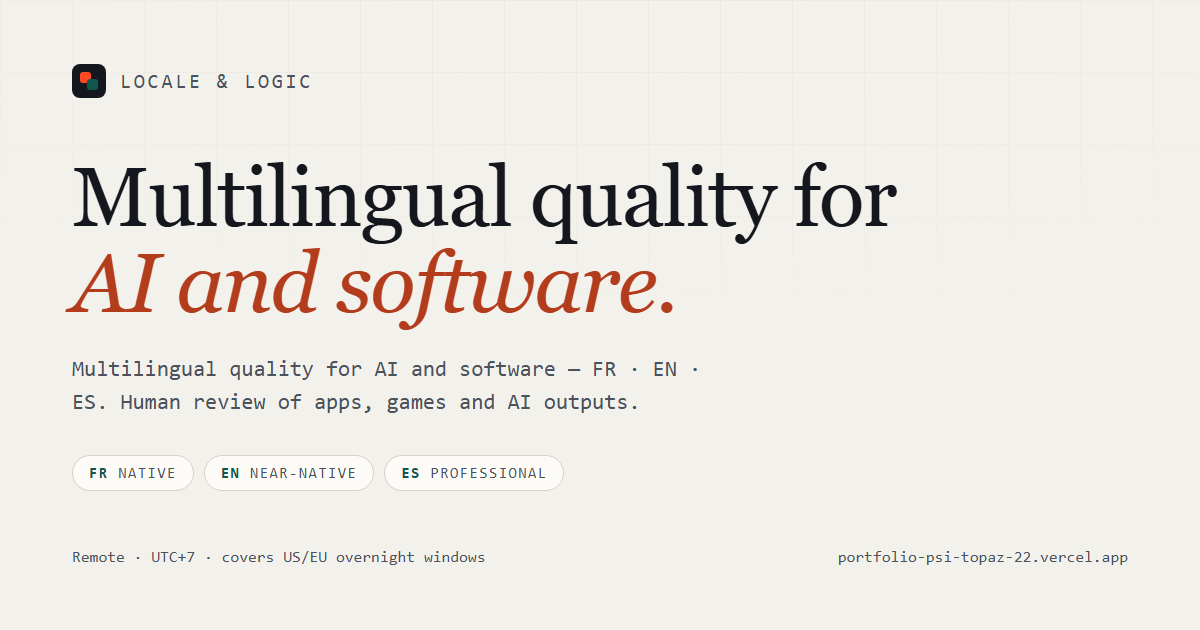 LOCALE & LOGIC
Multilingual quality for
AI and software.
Multilingual quality for AI and software — FR · EN ·
ES. Human review of apps, games and AI outputs.
FR NATIVE EN NEAR-NATIVE ES PROFESSIONAL
Remote · UTC+7 · covers US/EU overnight windows portfolio-psi-topaz-22.vercel.app